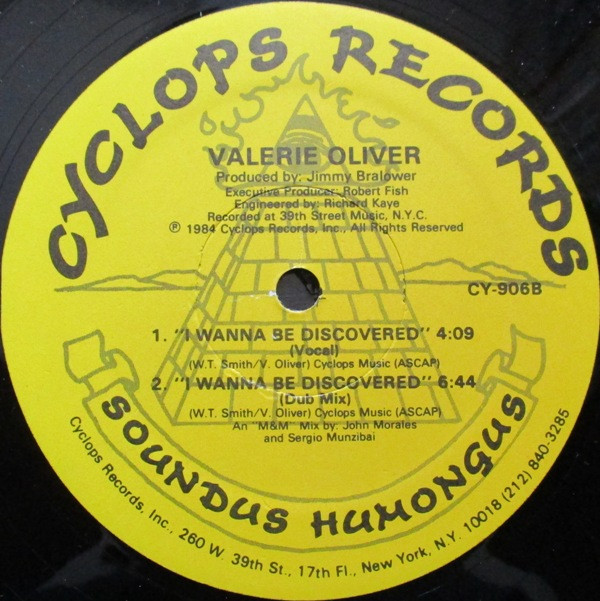 CYCLOPS RECORDS
VALERIE OLIVER
Produced by: Jimmy Bralower
Executive Producer: Robert Fish
Engineered by: Richard Kaye
Recorded at 39th Street Music, N.Y.C.
℗ 1984 Cyclops Records, Inc., All Rights Reserved
CY-906B
1. "I WANNA BE DISCOVERED" 4:09
(Vocal)
(W.T. Smith/V. Oliver) Cyclops Music (ASCAP)
2. "I WANNA BE DISCOVERED" 6:44
(Dub Mix)
(W.T. Smith/V. Oliver) Cyclops Music (ASCAP)
An "M&M" Mix by: John Morales
and Sergio Munzibai
SOUNDUS HUMONGUS
Cyclops Records, Inc., 260 W. 39th St., 17th Fl., New York, N.Y. 10018 (212) 840-3285